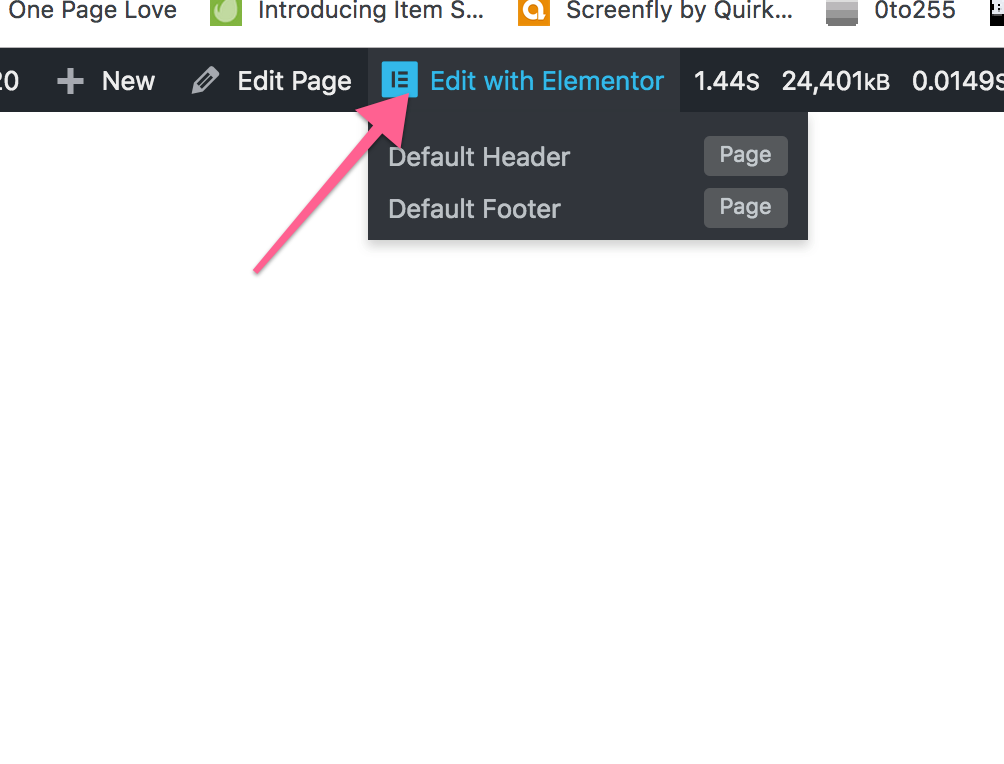 One Page Love Introducing Item S... Screenfly by Quirk... 0to255
20 New Edit Page Edit with Elementor 1.44S 24,401KB 0.0149S
Default Header Page
Default Footer Page